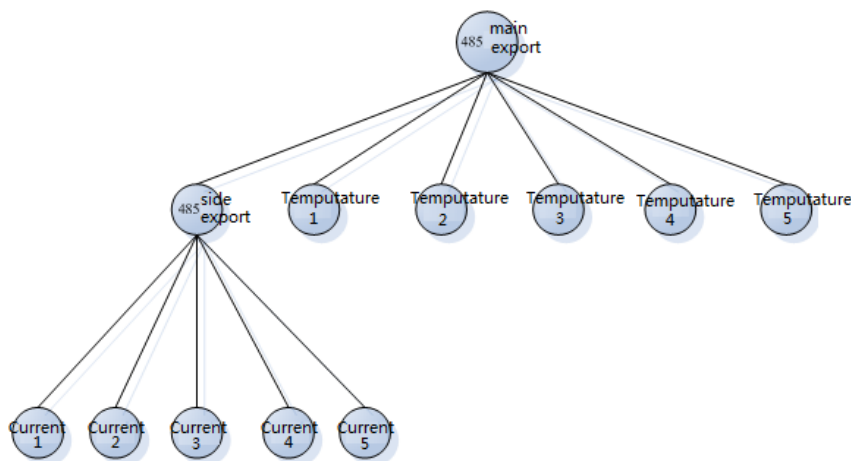 485 main
export
485 side
export
Temputature
1
Temputature
2
Temputature
3
Temputature
4
Temputature
5
Current
1
Current
2
Current
3
Current
4
Current
5